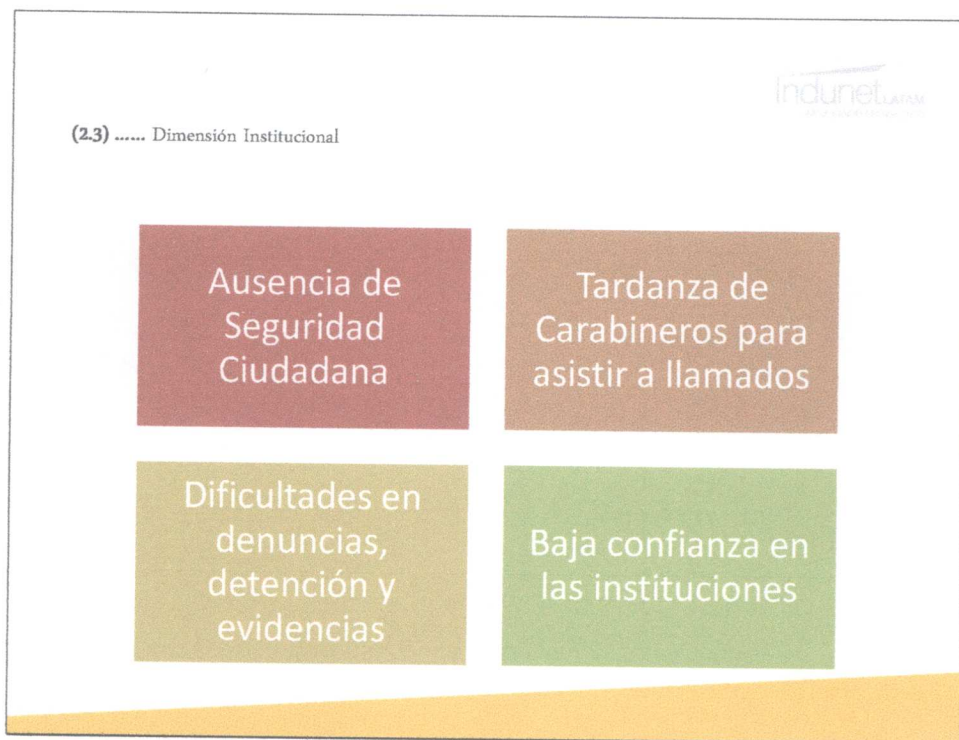 Indunet LATAM
(2.3) ...... Dimensión Institucional
Ausencia de
Seguridad
Ciudadana
Tardanza de
Carabineros para
asistir a llamados
Dificultades en
denuncias,
detención y
evidencias
Baja confianza en
las instituciones